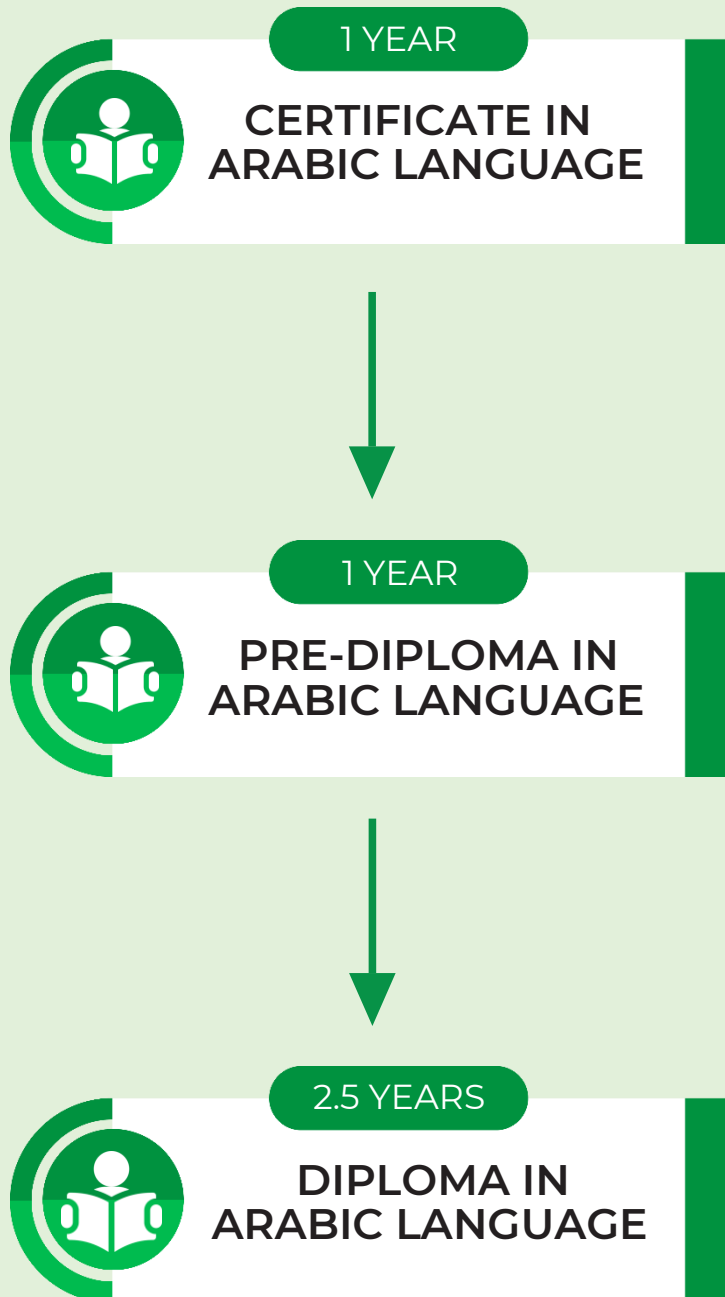 1 YEAR
CERTIFICATE IN
ARABIC LANGUAGE
1 YEAR
PRE-DIPLOMA IN
ARABIC LANGUAGE
2.5 YEARS
DIPLOMA IN
ARABIC LANGUAGE